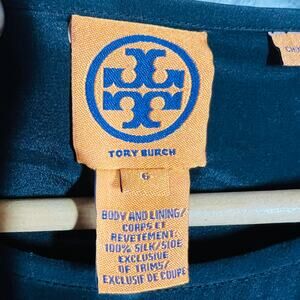 TORY BURCH
6
BODY AND LINING/
CORPS ET
REVETEMENT:
100% SILK/SOIE
EXCLUSIVE
OF TRIMS/
EXCLUSIF DE COUPE